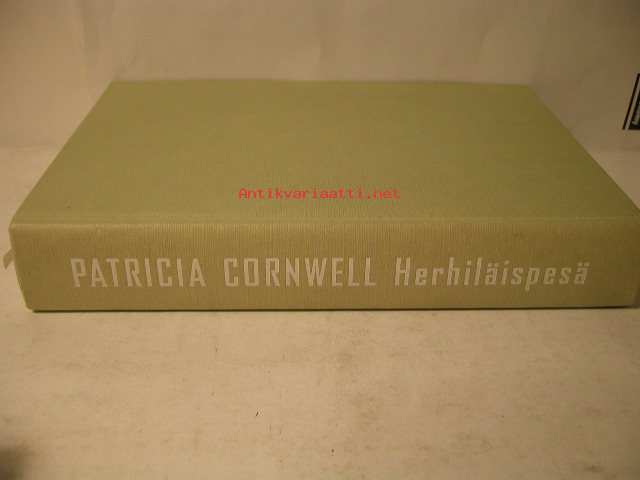 Antikvariaatti.net
PATRICIA CORNWELL Herhiläispesä